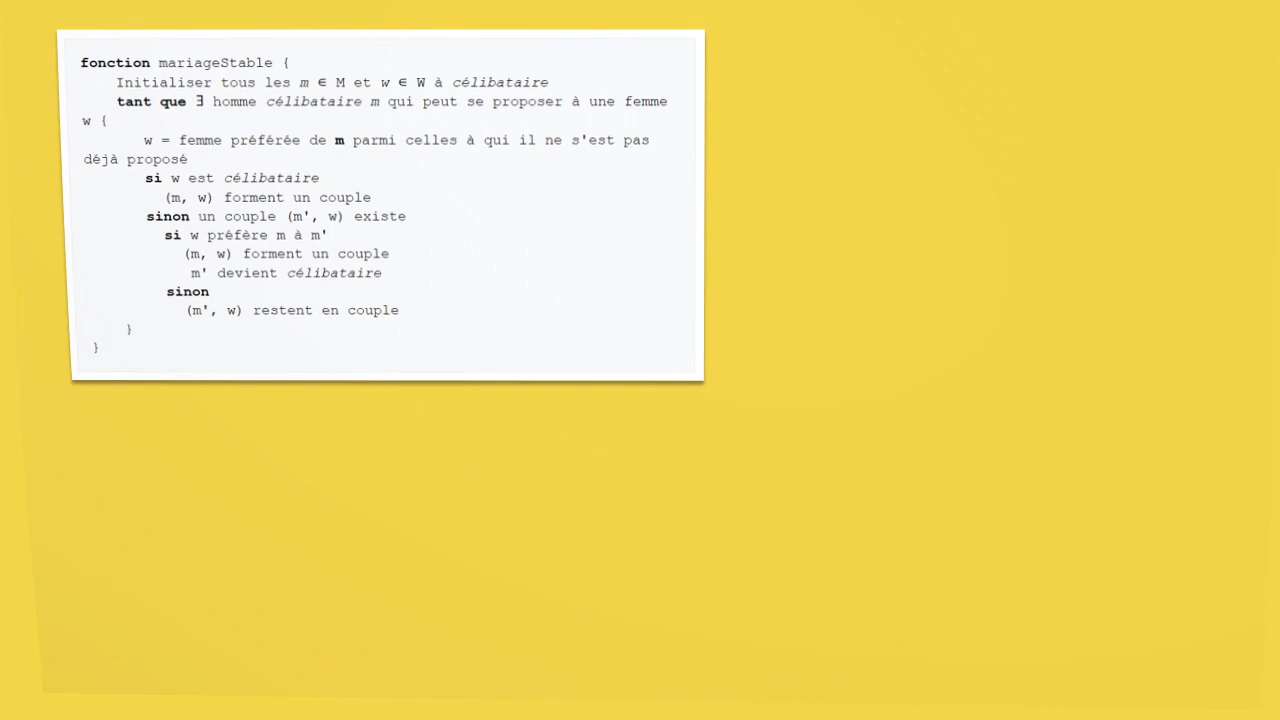 fonction mariageStable {
Initialiser tous les m ∈ M et w ∈ W à célibataire
tant que ∃ homme célibataire m qui peut se proposer à une femme
w {
w = femme préférée de m parmi celles à qui il ne s'est pas
déjà proposé
si w est célibataire
(m, w) forment un couple
sinon un couple (m', w) existe
si w préfère m à m'
(m, w) forment un couple
m' devient célibataire
sinon
(m', w) restent en couple
}
}